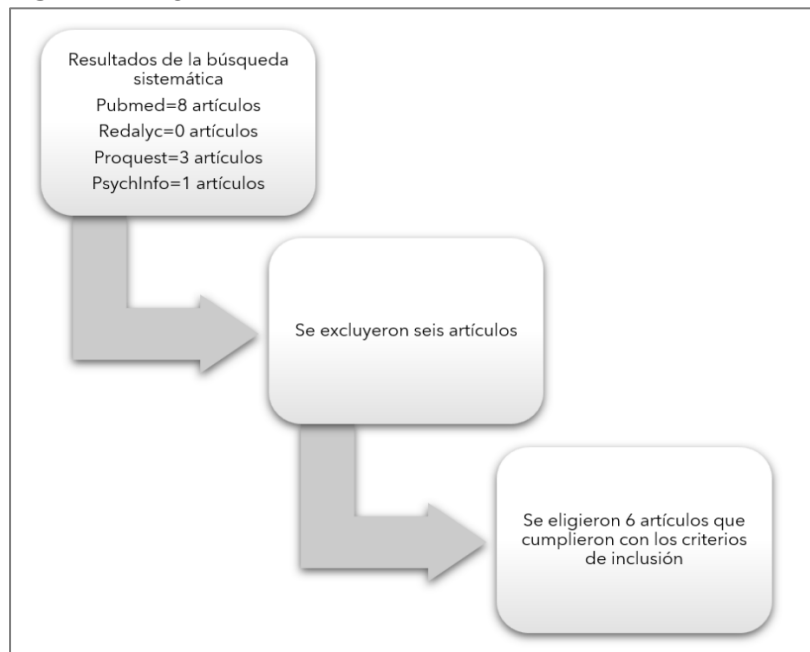 Resultados de la búsqueda
sistemática
Pubmed=8 artículos
Redalyc=0 artículos
Proquest=3 artículos
PsychInfo=1 artículos
Se excluyeron seis artículos
Se eligieron 6 artículos que
cumplieron con los criterios
de inclusión